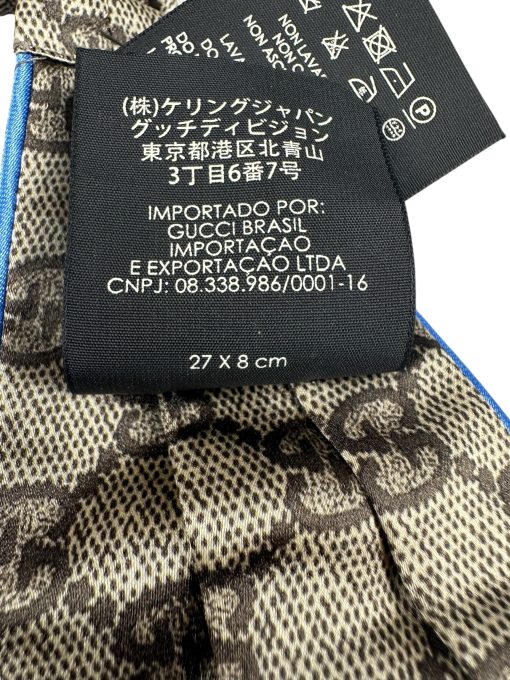 (株)ケリングジャパン
グッチディビジョン
東京都港区北青山
3丁目6番7号
IMPORTADO POR:
GUCCI BRASIL
IMPORTAÇAO
E EXPORTAÇAO LTDA
CNPJ: 08.338.986/0001-16
27 X 8 cm
NON LAVA
NON
NON ASC
P